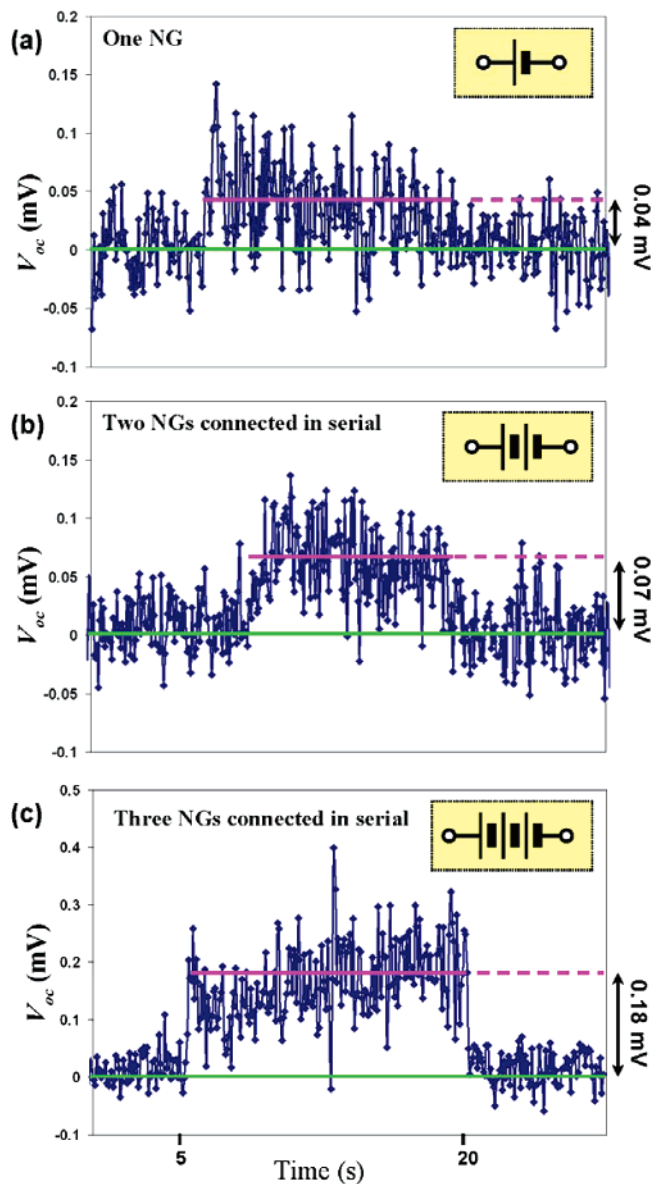 (a)
One NG
0.2
0.15
0.1
0.05
0
-0.05
-0.1
Voc (mV)
0.04 mV
(b)
Two NGs connected in serial
0.2
0.15
0.1
0.05
0
-0.05
-0.1
Voc (mV)
0.07 mV
(c)
Three NGs connected in serial
0.5
0.4
0.3
0.2
0.1
0
-0.1
Voc (mV)
0.18 mV
5
20
Time (s)